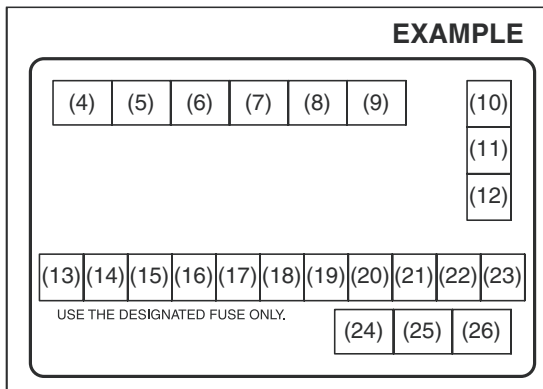 EXAMPLE
(4) (5) (6) (7) (8) (9) (10)
(11)
(12)
(13) (14) (15) (16) (17) (18) (19) (20) (21) (22) (23)
USE THE DESIGNATED FUSE ONLY.
(24) (25) (26)